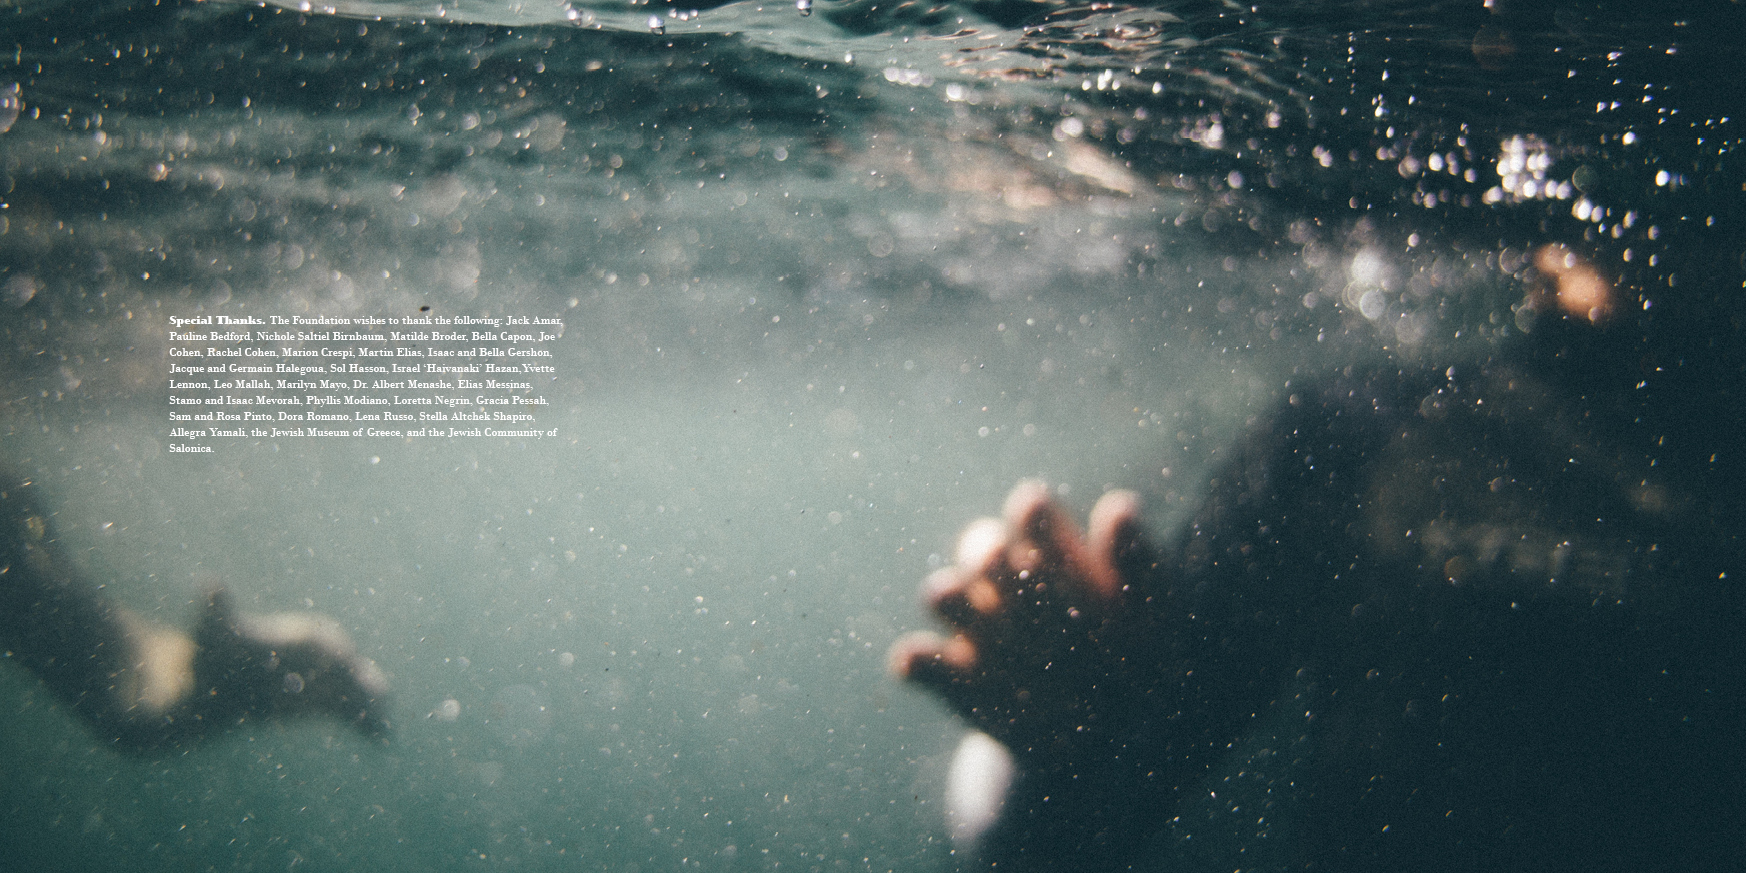 Special Thanks. The Foundation wishes to thank the following: Jack Amar,
Pauline Bedford, Nichole Saltiel Birnbaum, Matilde Broder, Bella Capon, Joe
Cohen, Rachel Cohen, Marion Crespi, Martin Elias, Isaac and Bella Gershon,
Jacque and Germain Halegoua, Sol Hasson, Israel ‘Haivanaki’ Hazan,Yvette
Lennon, Leo Mallah, Marilyn Mayo, Dr. Albert Menashe, Elias Messinas,
Stamo and Isaac Mevorah, Phyllis Modiano, Loretta Negrin, Gracia Pessah,
Sam and Rosa Pinto, Dora Romano, Lena Russo, Stella Altchek Shapiro,
Allegra Yamali, the Jewish Museum of Greece, and the Jewish Community of
Salonica.